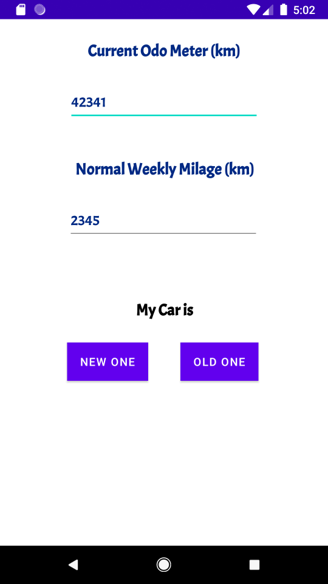 5:02
Current Odo Meter (km)
42341
Normal Weekly Milage (km)
2345
My Car is
NEW ONE
OLD ONE